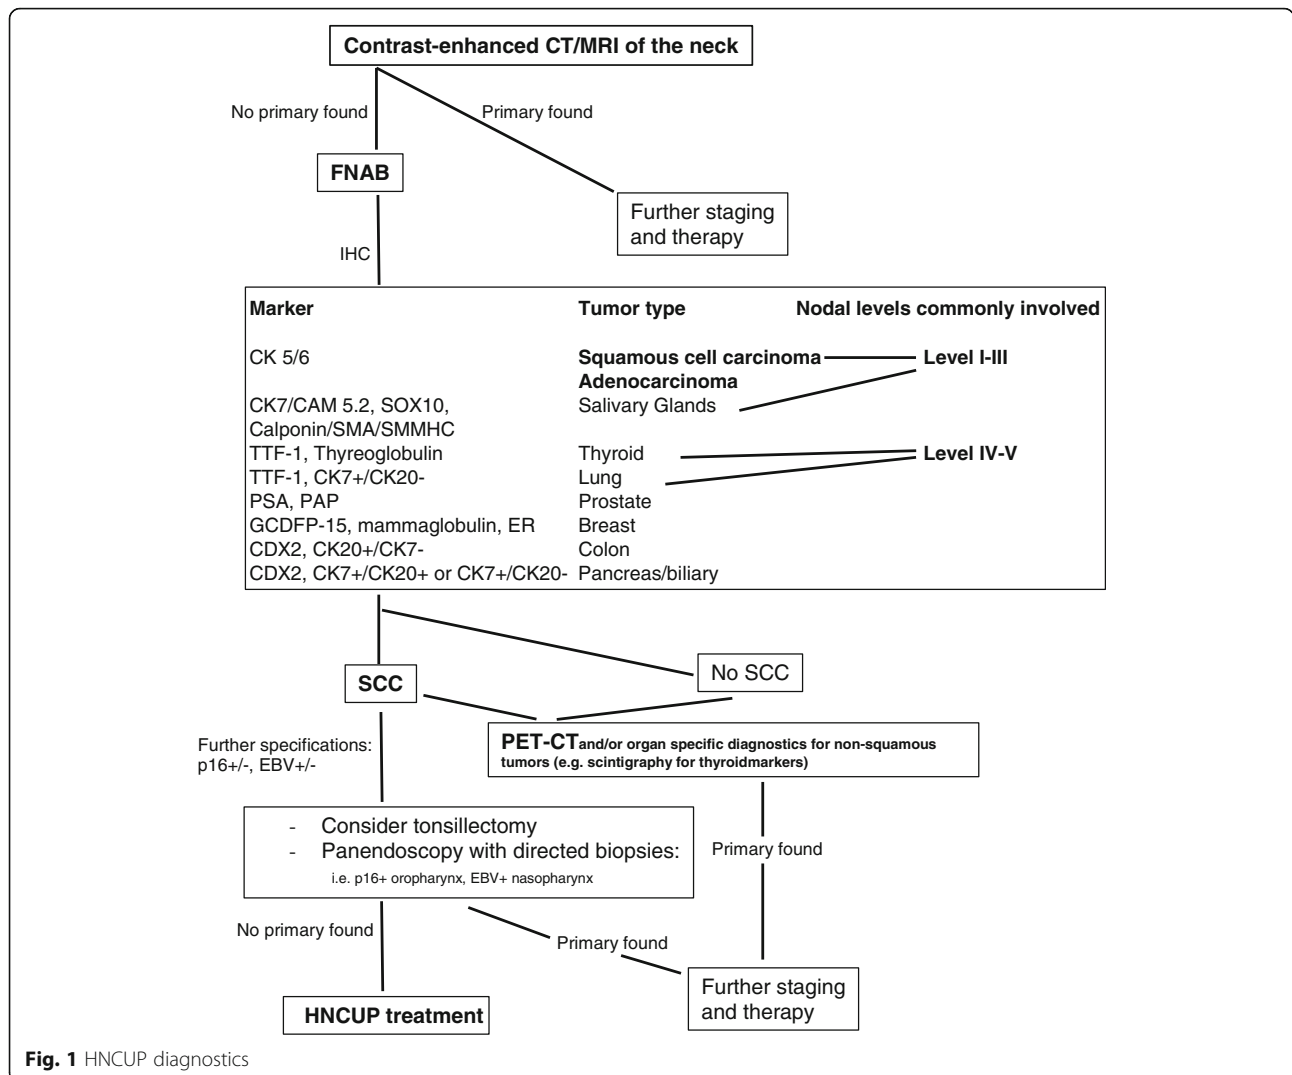 Contrast-enhanced CT/MRI of the neck
No primary found
Primary found
FNAB
Further staging
and therapy
IHC
Marker Tumor type Nodal levels commonly involved
CK 5/6 Squamous cell carcinoma Level I-III
Adenocarcinoma
CK7/CAM 5.2, SOX10, Salivary Glands
Calponin/SMA/SMMHC
TTF-1, Thyreoglobulin Thyroid Level IV-V
TTF-1, CK7+/CK20- Lung
PSA, PAP Prostate
GCDFP-15, mammaglobulin, ER Breast
CDX2, CK20+/CK7- Colon
CDX2, CK7+/CK20+ or CK7+/CK20- Pancreas/biliary
No SCC
SCC
Further specifications:
p16+/-, EBV+/-
PET-CT and/or organ specific diagnostics for non-squamous
tumors (e.g. scintigraphy for thyroidmarkers)
- Consider tonsillectomy
- Panendoscopy with directed biopsies:
i.e. p16+ oropharynx, EBV+ nasopharynx
Primary found
No primary found
Primary found
Further staging
and therapy
HNCUP treatment
Fig. 1 HNCUP diagnostics